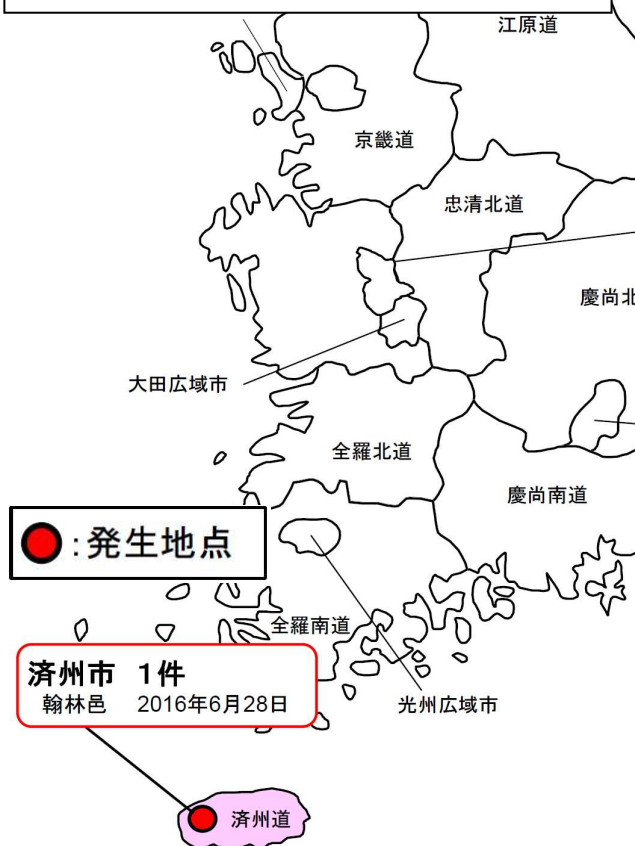 江原道
京畿道
忠清北道
慶尚北
大田広域市
全羅北道
慶尚南道
:発生地点
全羅南道
済州市 1件
翰林邑 2016年6月28日
光州広域市
済州道